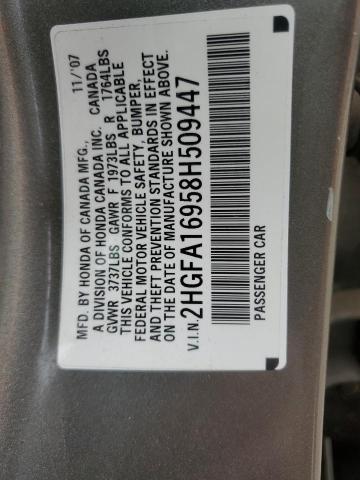 MFD. BY HONDA OF CANADA MFG., 11/'07
A DIVISION OF HONDA CANADA INC. CANADA
GVWR 3737LBS GAWR F 1973LBS R 1764LBS
THIS VEHICLE CONFORMS TO ALL APPLICABLE
FEDERAL MOTOR VEHICLE SAFETY, BUMPER,
AND THEFT PREVENTION STANDARDS IN EFFECT
ON THE DATE OF MANUFACTURE SHOWN ABOVE.
V.I.N. 2HGFA16958H509447
PASSENGER CAR